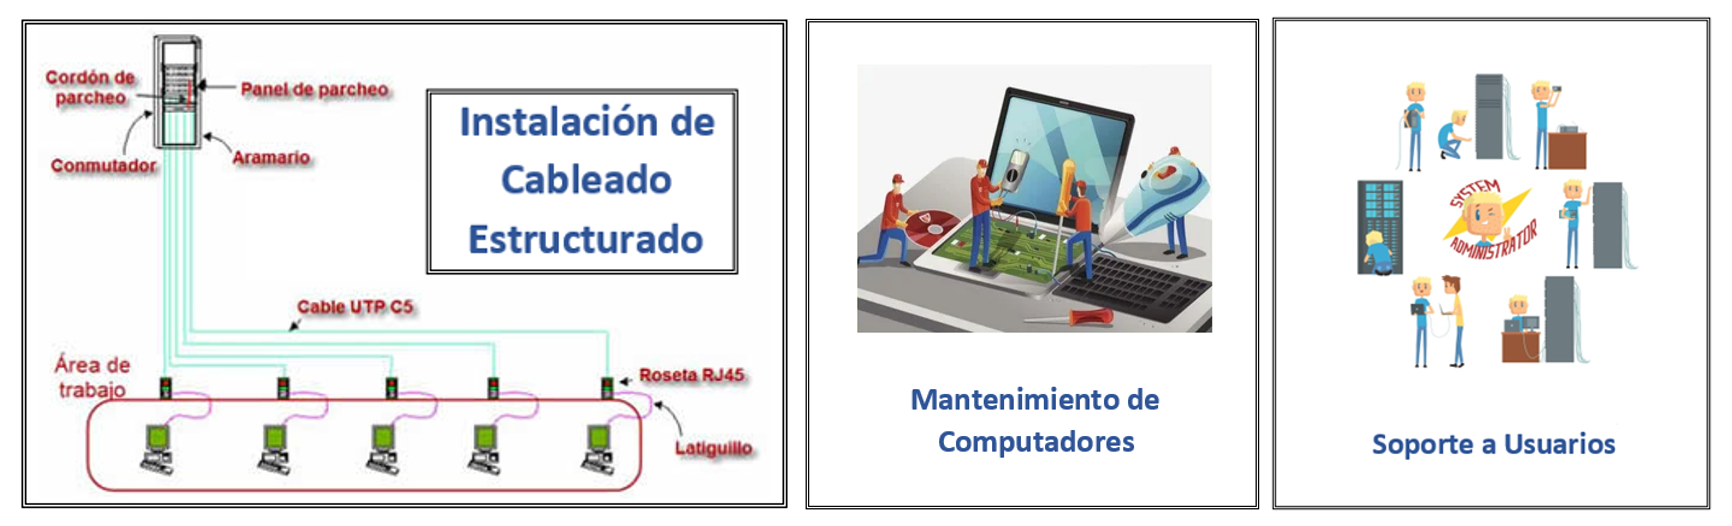 Cordón de
parcheo
Panel de parcheo
Conmutador
Aramario
Instalación de
Cableado
Estructurado
Cable UTP C5
Área de
trabajo
Roseta RJ45
Latiguillo
Mantenimiento de
Computadores
SYSTEM
ADMINISTRATOR
Soporte a Usuarios